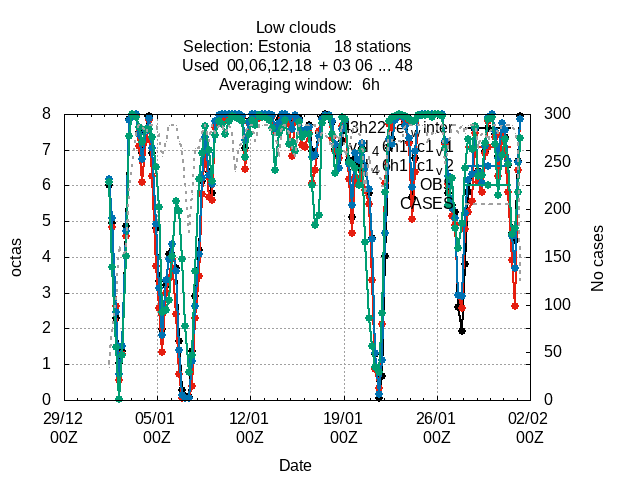 Low clouds
Selection: Estonia 18 stations
Used 00,06,12,18 + 03 06 ... 48
Averaging window: 6h
8 300
7 250
6
5 200
4 150
3 100
2
1 50
0 0
OBS
CASES
octas
No cases
29/12 05/01 12/01 19/01 26/01 02/02
00Z 00Z 00Z 00Z 00Z 00Z
Date